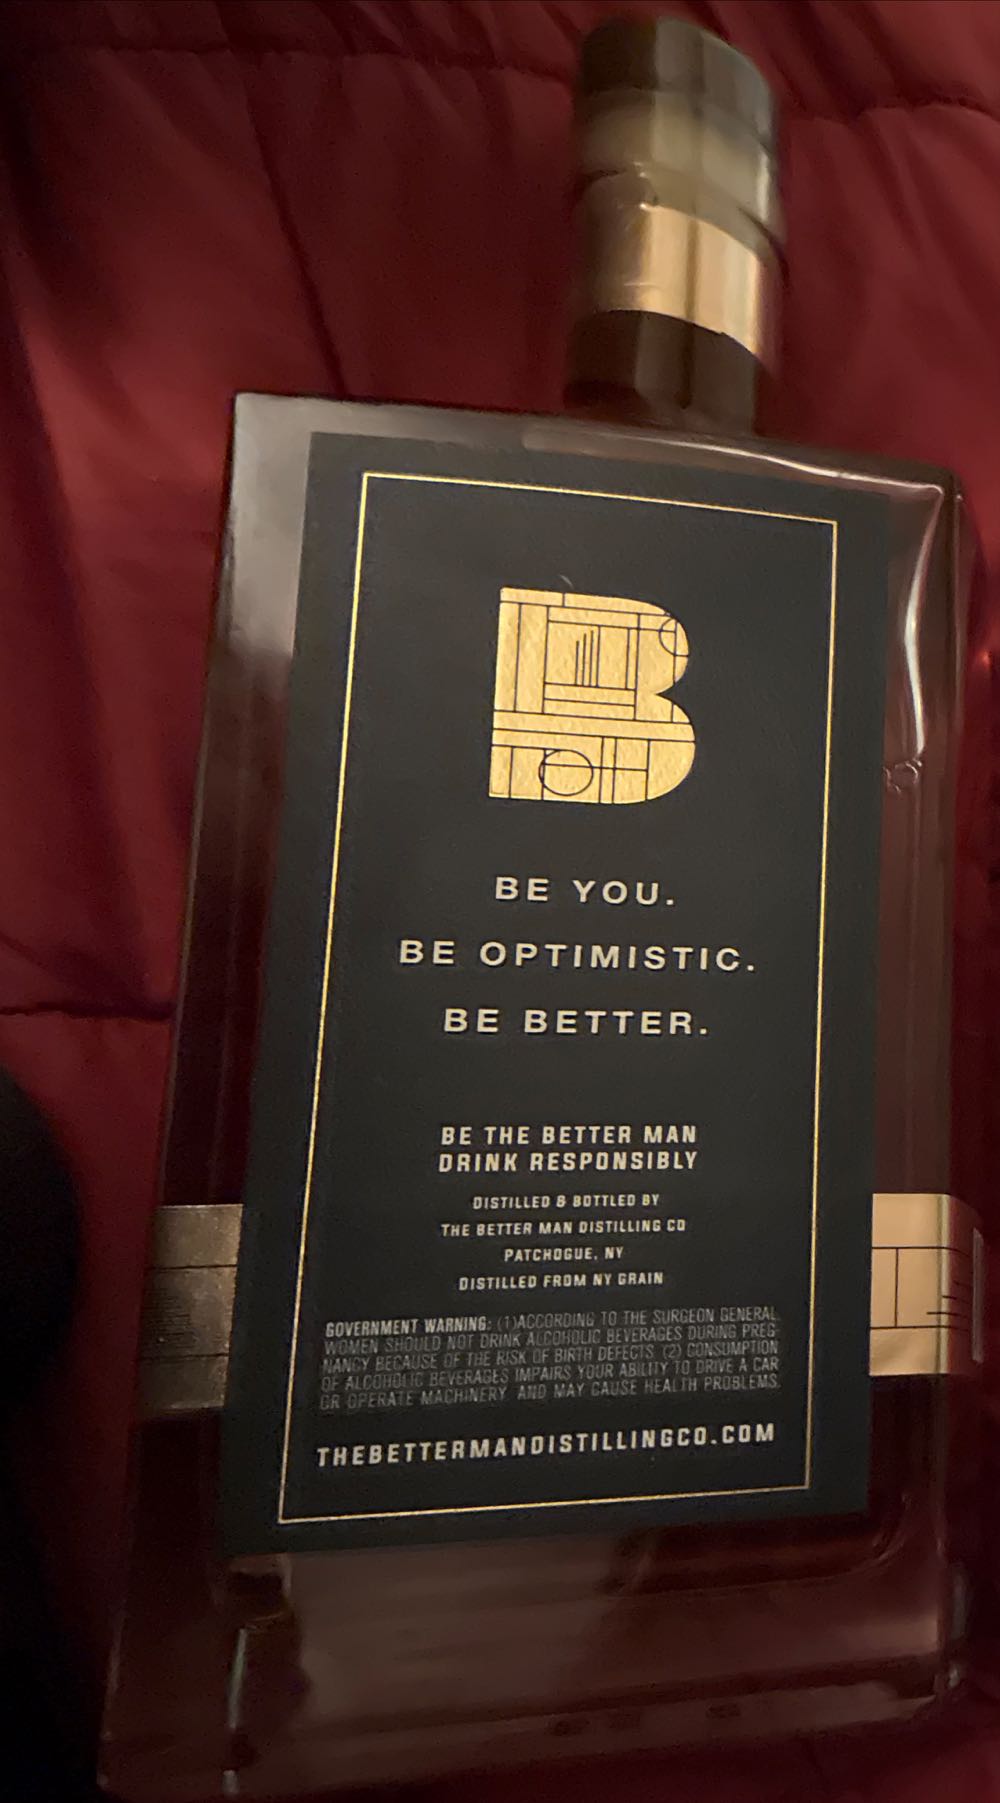 B
BE YOU.
BE OPTIMISTIC.
BE BETTER.
BE THE BETTER MAN
DRINK RESPONSIBLY
DISTILLED & BOTTLED BY
THE BETTER MAN DISTILLING CO
PATCHOGUE, NY
DISTILLED FROM NY GRAIN
GOVERNMENT WARNING: (1)ACCORDING TO THE SURGEON GENERAL,
WOMEN SHOULD NOT DRINK ALCOHOLIC BEVERAGES DURING PREG-
NANCY BECAUSE OF THE RISK OF BIRTH DEFECTS. (2) CONSUMPTION
OF ALCOHOLIC BEVERAGES IMPAIRS YOUR ABILITY TO DRIVE A CAR
OR OPERATE MACHINERY, AND MAY CAUSE HEALTH PROBLEMS.
THEBETTERMANDISTILLINGCO.COM